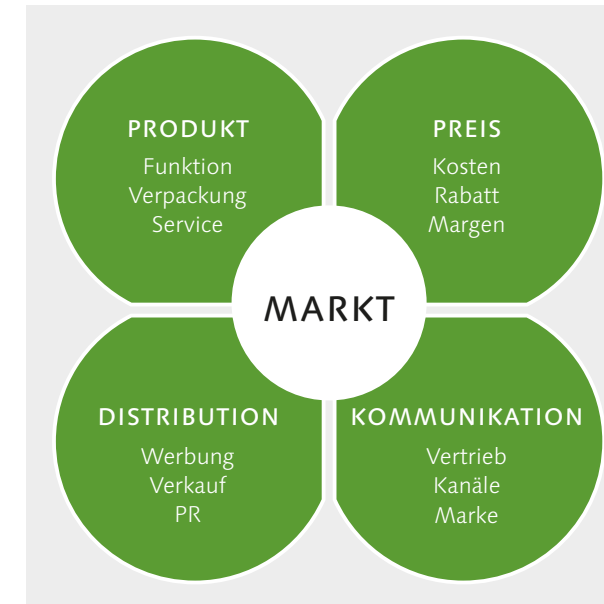 PRODUKT
Funktion
Verpackung
Service
PREIS
Kosten
Rabatt
Margen
MARKT
DISTRIBUTION
Werbung
Verkauf
PR
KOMMUNIKATION
Vertrieb
Kanäle
Marke